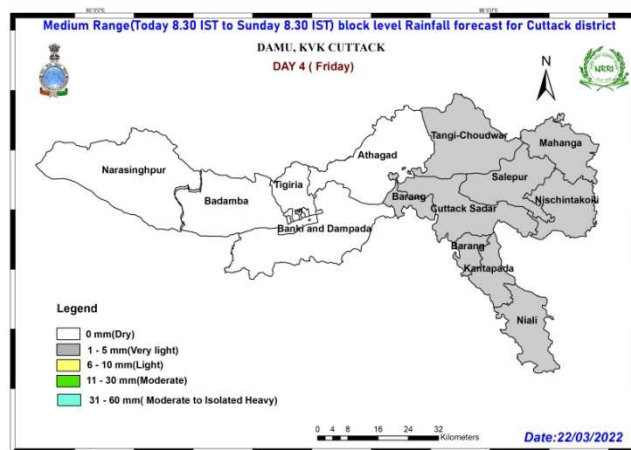 Medium Range(Today 8.30 IST to Sunday 8.30 IST) block level Rainfall forecast for Cuttack district
DAMU, KVK CUTTACK
DAY 4 ( Friday)
N
NRRI
Tangi-Choudwar
Mahanga
Athagad
Narasinghpur
Salepur
Tigiria
Badamba
Barang
Nischintakoili
Cuttack Sadar
Banki and Dampada
Barang
Kantapada
Niali
Legend
0 mm(Dry)
1 - 5 mm(Very light)
6 - 10 mm(Light)
11 - 30 mm(Moderate)
31 - 60 mm( Moderate to Isolated Heavy)
0 4 8 16 24 32
Kilometers
Date:22/03/2022